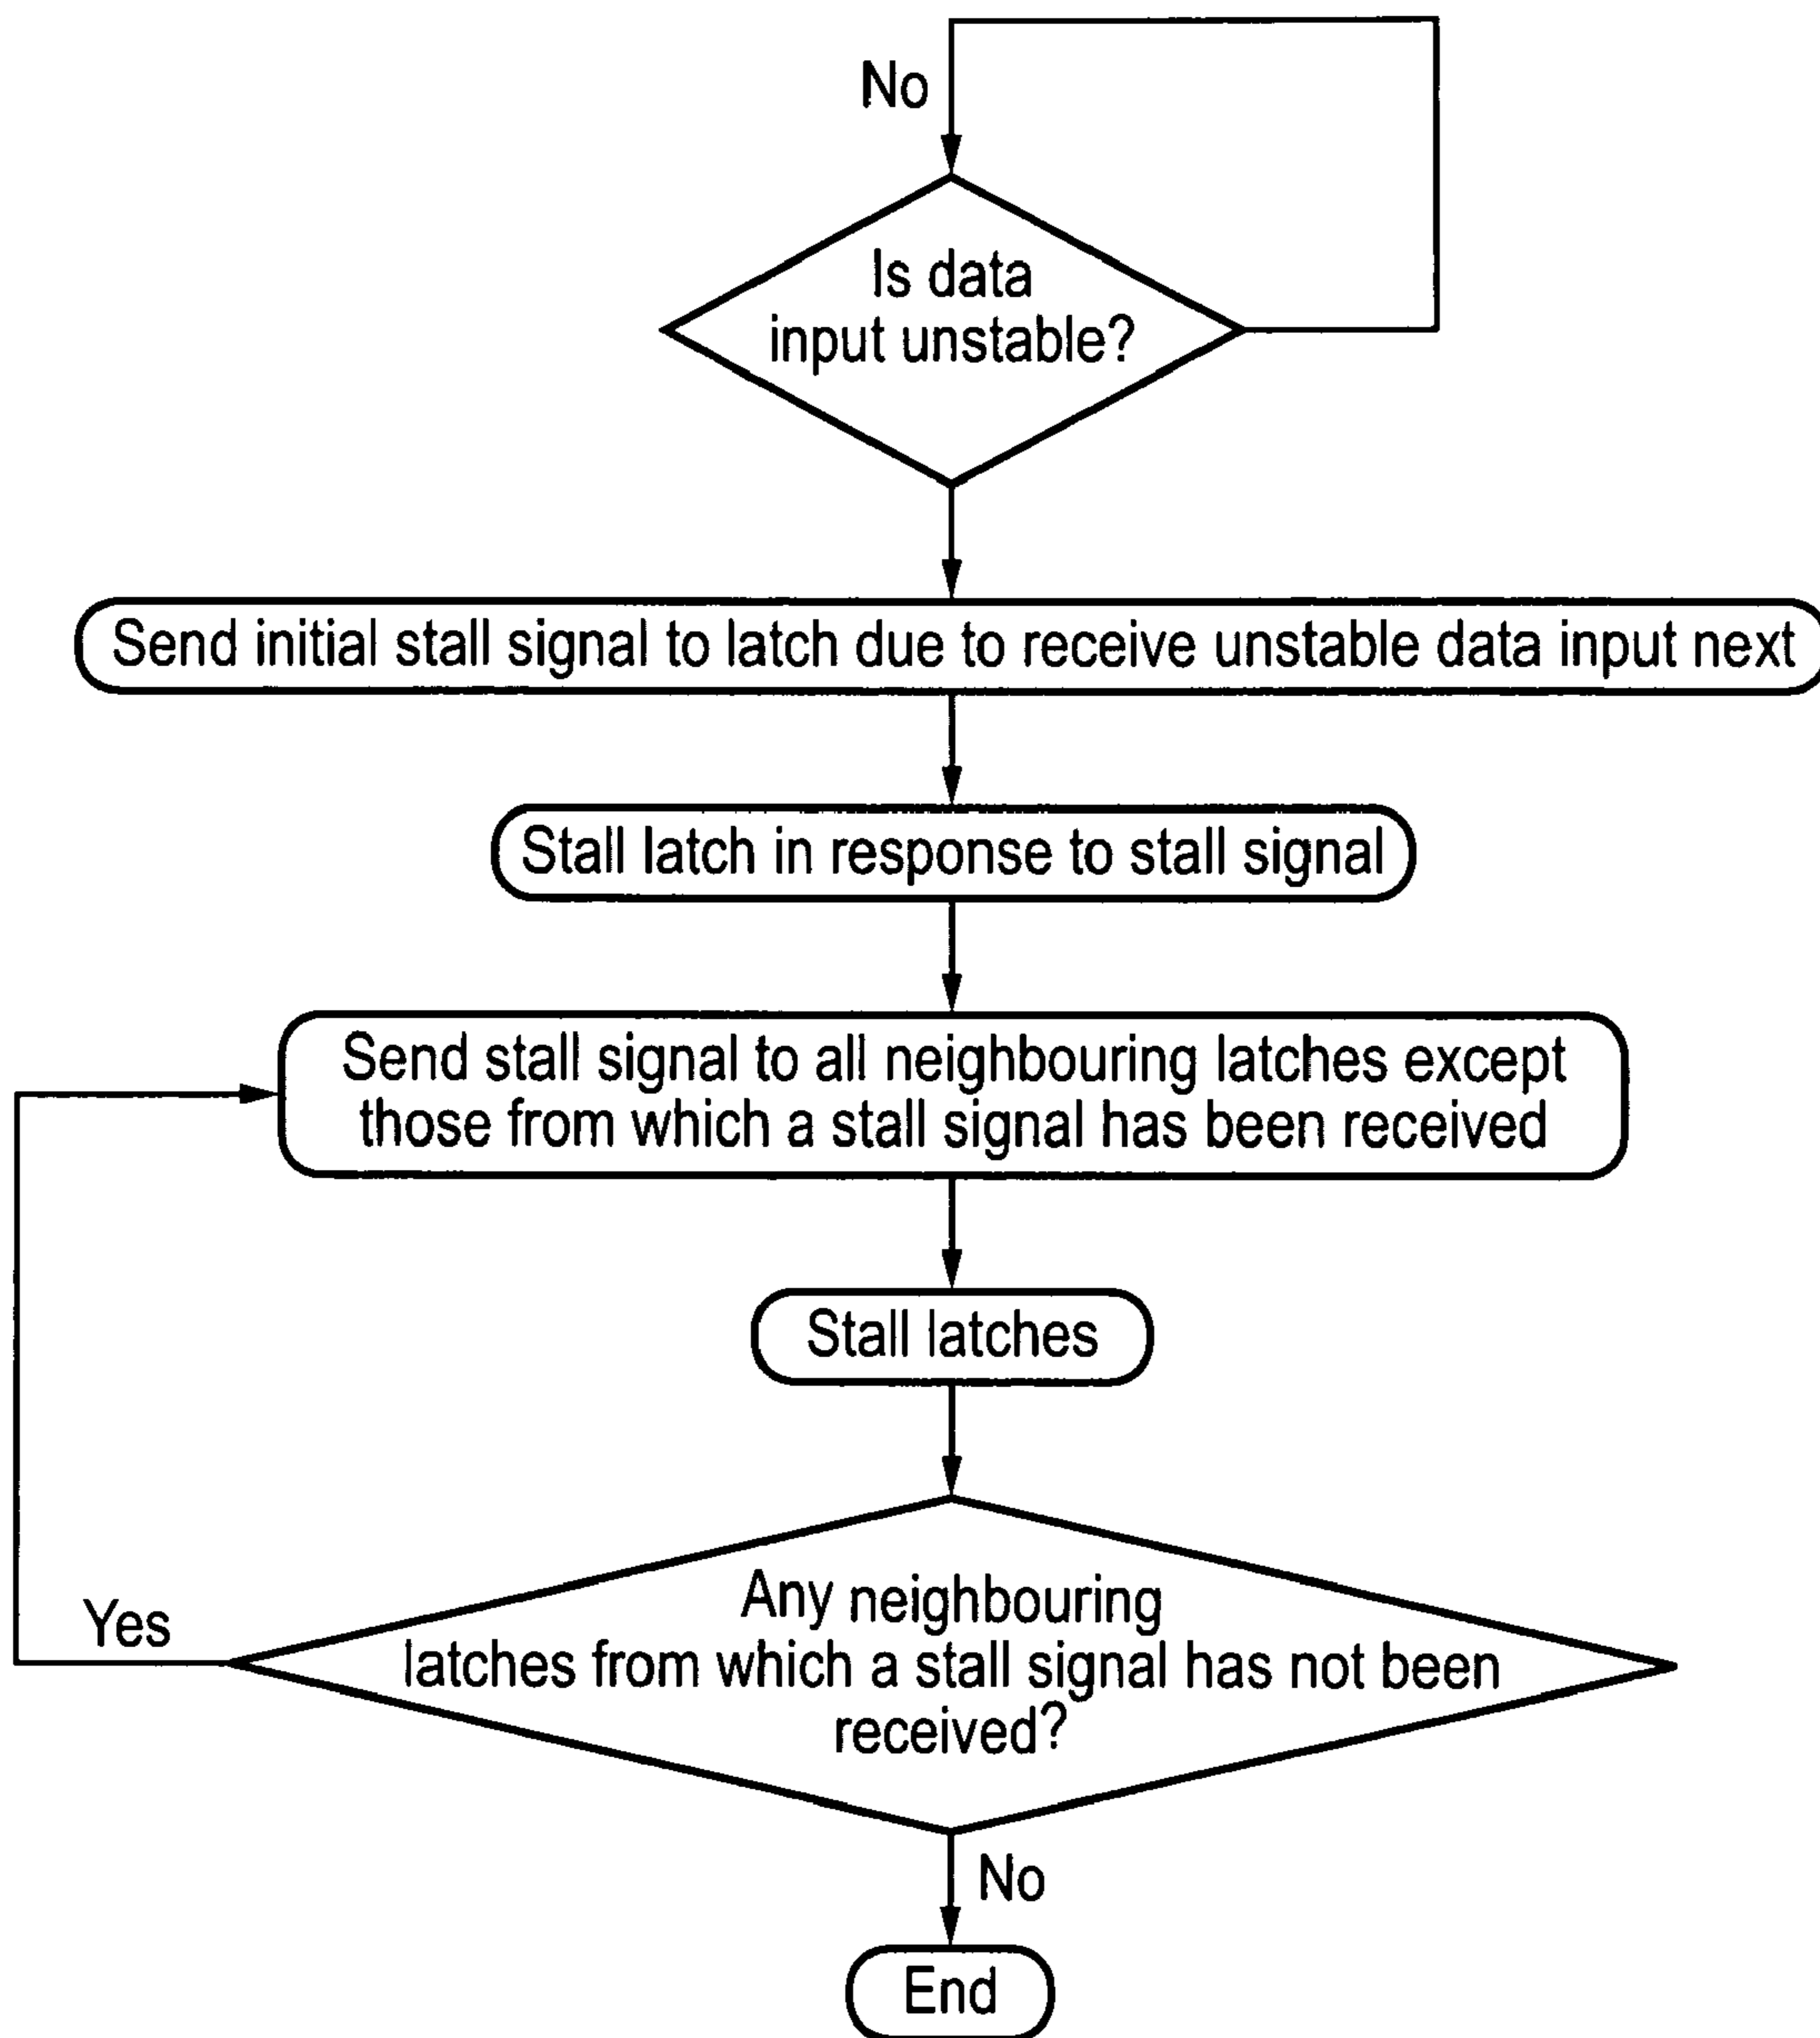 No
Is data
input unstable?
Send initial stall signal to latch due to receive unstable data input next
Stall latch in response to stall signal
Send stall signal to all neighbouring latches except
those from which a stall signal has been received
Stall latches
Any neighbouring
latches from which a stall signal has not been
received?
Yes
No
End